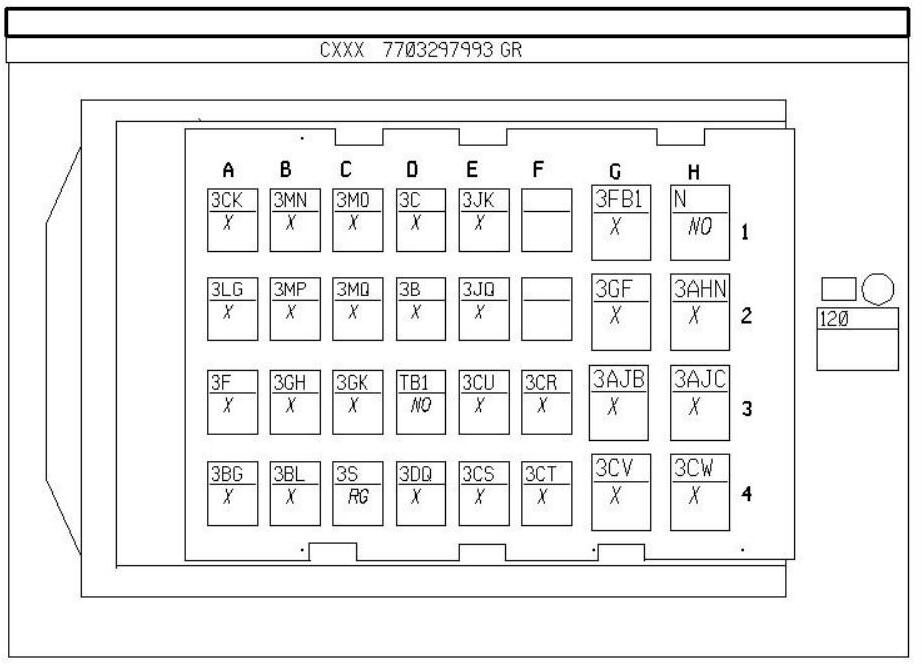 CXXX 7703297993 GR
A B C D E F G H
3CK 3MN 3MO 3C 3JK 3FB1 N
X X X X X X NO 1
3LG 3MP 3MQ 3B 3JQ 3GF 3AHN
X X X X X X X 2
120
3F 3GH 3GK TB1 3CU 3CR 3AJB 3AJC
X X X NO X X X X 3
3BG 3BL 3S 3DQ 3CS 3CT 3CV 3CW
X X RG X X X X X 4